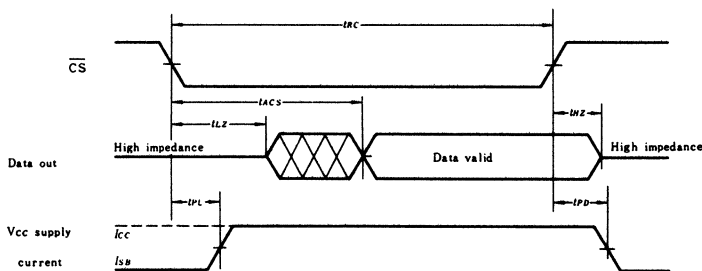 tRC
CS
tACS
tLZ
tHZ
High impedance
High impedance
Data out
Data valid
tPU
tPD
Vcc supply
ICC
current
ISB